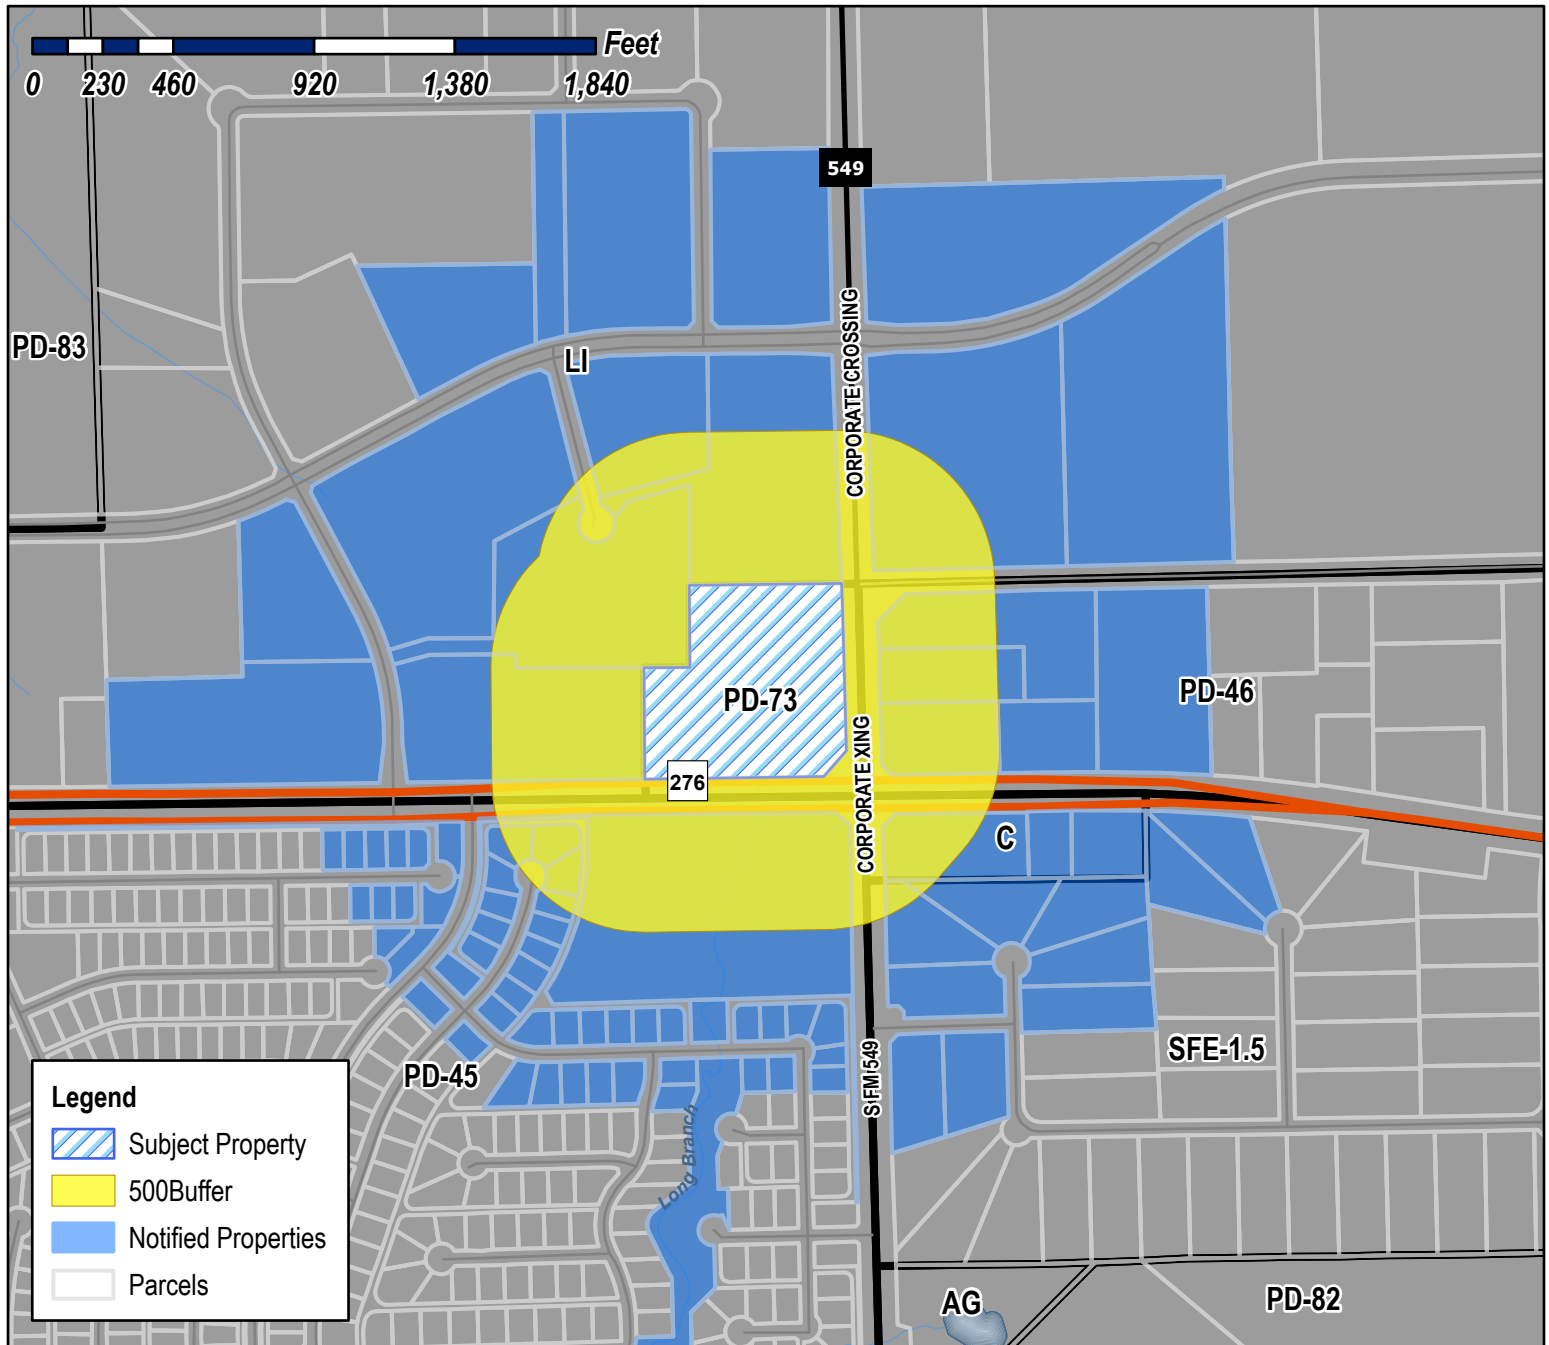 Feet
0 230 460 920 1,380 1,840
549
PD-83
LI
CORPORATE CROSSING
PD-46
PD-73
276
CORPORATE XING
C
PD-45
S FM 549
SFE-1.5
Long Branch
Legend
Subject Property
500Buffer
Notified Properties
Parcels
AG
PD-82